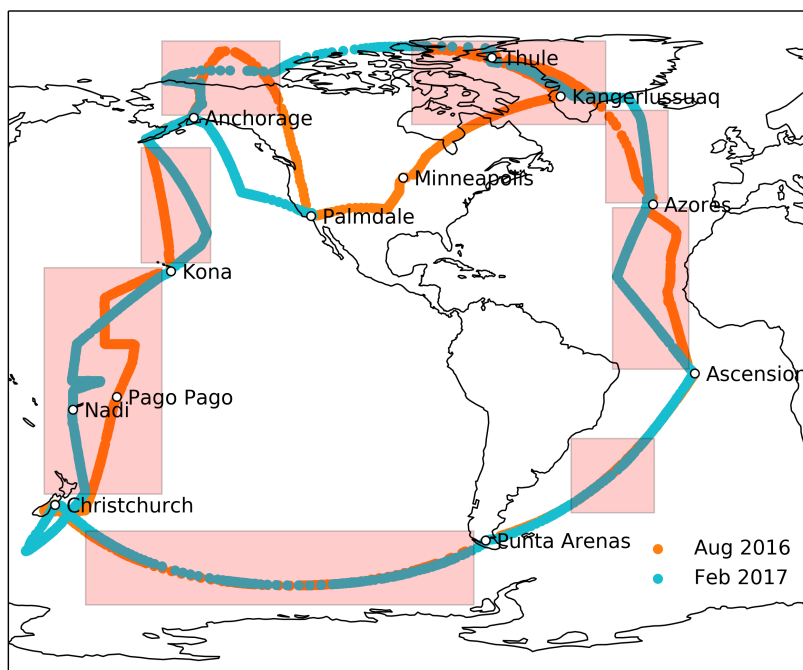 Thule
Kangerlussuaq
Anchorage
Minneapolis
Azores
Palmdale
Kona
Ascension
Pago Pago
Nadi
Christchurch
Punta Arenas
Aug 2016
Feb 2017